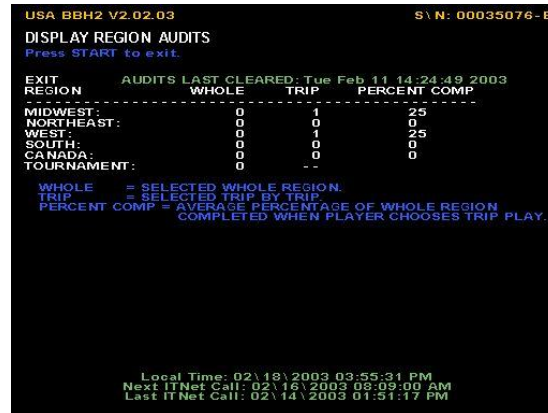 USA BBH2 V2.02.03 S\N: 00035076-E
DISPLAY REGION AUDITS
Press START to exit.
EXIT AUDITS LAST CLEARED: Tue Feb 11 14:24:49 2003
REGION WHOLE TRIP PERCENT COMP
MIDWEST: 0 1 25
NORTHEAST: 0 0 0
WEST: 0 1 25
SOUTH: 0 0 0
CANADA: 0 0 0
TOURNAMENT: 0 --
WHOLE = SELECTED WHOLE REGION.
TRIP = SELECTED TRIP BY TRIP.
PERCENT COMP = AVERAGE PERCENTAGE OF WHOLE REGION
COMPLETED WHEN PLAYER CHOOSES TRIP PLAY.
Local Time: 02\18\2003 03:55:31 PM
Next ITNet Call: 02\16\2003 08:09:00 AM
Last ITNet Call: 02\14\2003 01:51:17 PM